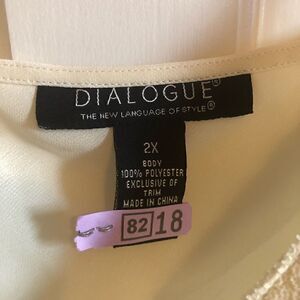 DIALOGUE®
THE NEW LANGUAGE OF STYLE®
2X
BODY
100% POLYESTER
EXCLUSIVE OF
TRIM
MADE IN CHINA
82 18